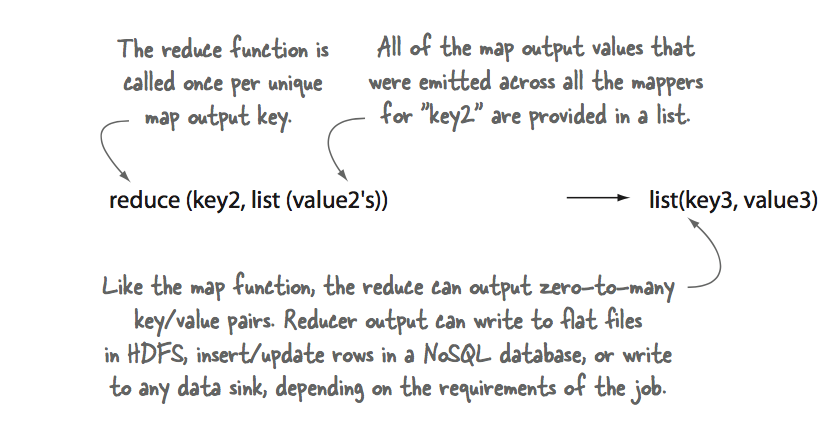 The reduce function is
called once per unique
map output key.
All of the map output values that
were emitted across all the mappers
for "key2" are provided in a list.
reduce (key2, list (value2's))
list(key3, value3)
Like the map function, the reduce can output zero-to-many
key/value pairs. Reducer output can write to flat files
in HDFS, insert/update rows in a NoSQL database, or write
to any data sink, depending on the requirements of the job.